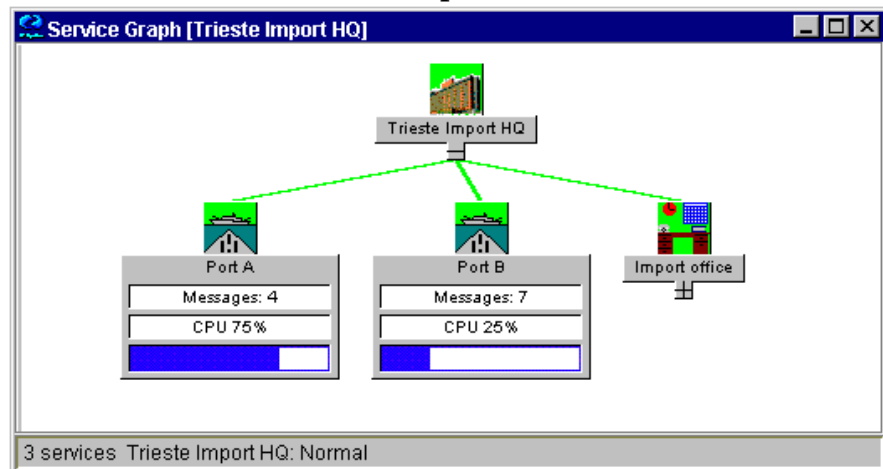 Service Graph [Trieste Import HQ]
Trieste Import HQ
Port A
Port B
Import office
Messages: 4
Messages: 7
CPU 75%
CPU 25%
3 services Trieste Import HQ: Normal